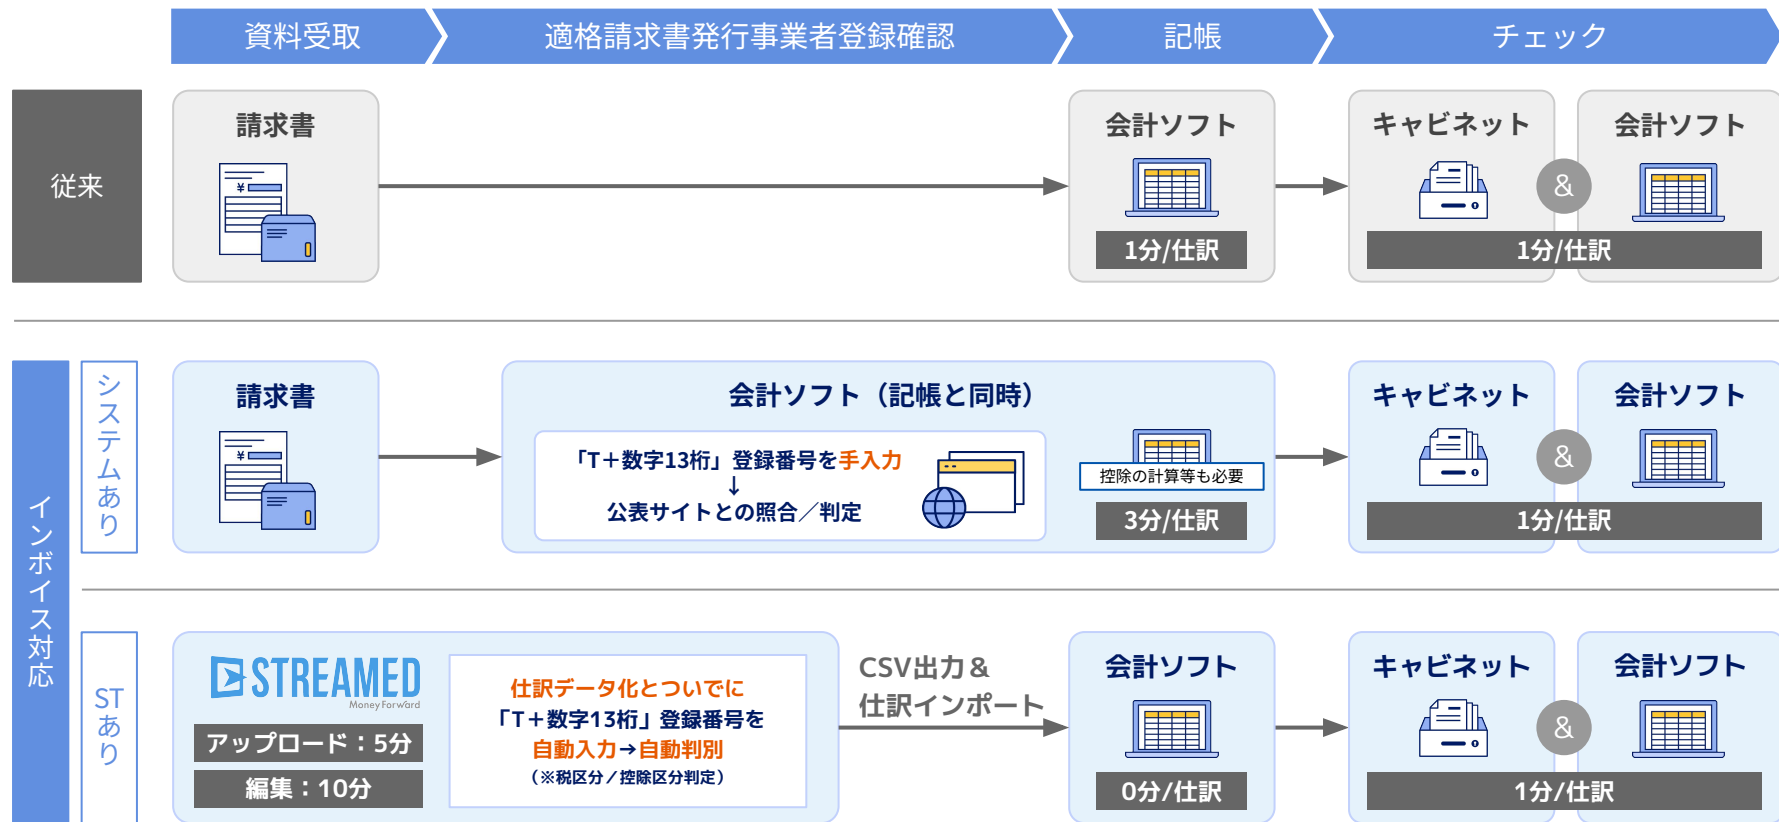 資料受取
適格請求書発行事業者登録確認
記帳
チェック
従来
請求書
¥
会計ソフト
1分/仕訳
キャビネット
&
会計ソフト
1分/仕訳
インボイス対応
システムあり
請求書
¥
会計ソフト（記帳と同時）
「T＋数字13桁」登録番号を手入力
↓
公表サイトとの照合／判定
控除の計算等も必要
3分/仕訳
キャビネット
&
会計ソフト
1分/仕訳
STあり
STREAMED
Money Forward
アップロード：5分
編集：10分
仕訳データ化とついでに
「T＋数字13桁」登録番号を
自動入力→自動判別
（※税区分／控除区分判定）
CSV出力＆
仕訳インポート
会計ソフト
0分/仕訳
キャビネット
&
会計ソフト
1分/仕訳